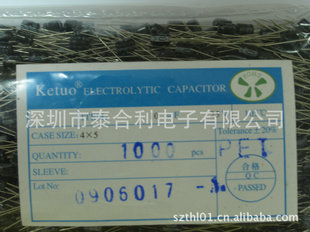 Ketuo ELECTROLYTIC CAPACITOR
深圳市泰合利电子有限公司
CASE SIZE: 4×5
Tolerance ± 20%
QUANTITY: 1000 pcs
PET
SLEEVE:
合格
Q.C
PASSED
Lot No: 0906017 -1
szthl01.cn.alibaba.com